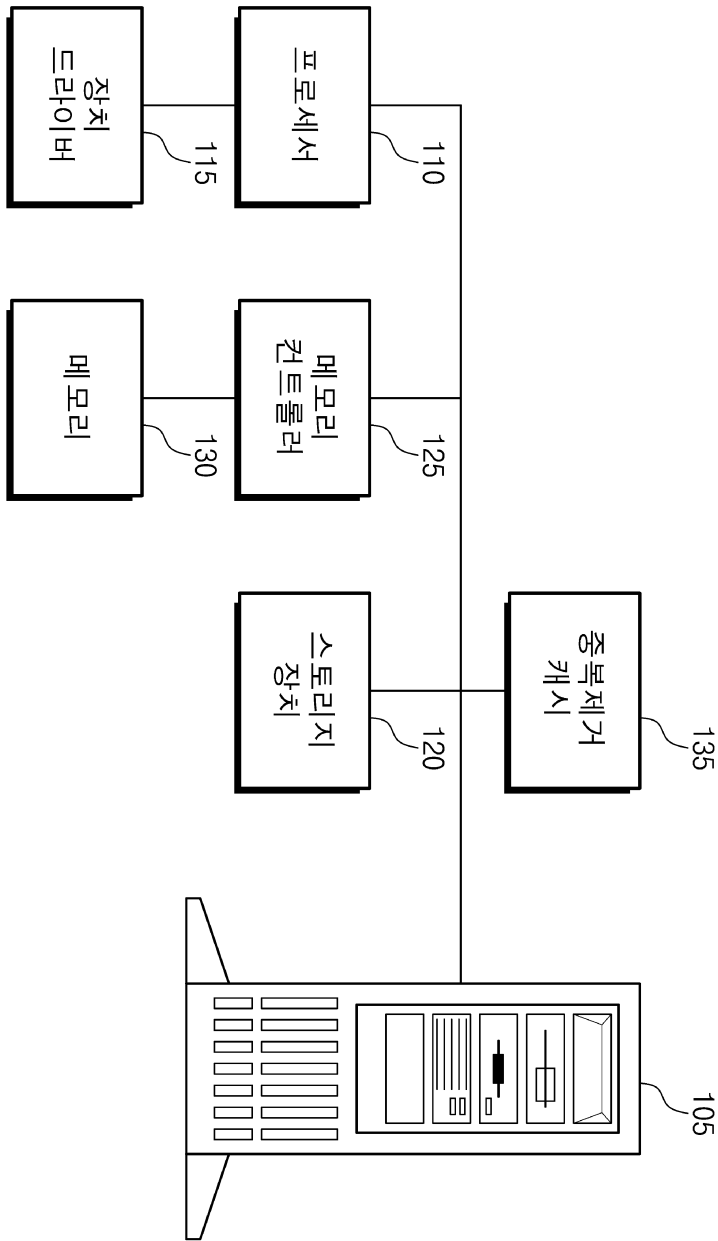 105
중복제거
캐시
135
프로세서
110
메모리
컨트롤러
125
스토리지
장치
120
장치
드라이버
115
메모리
130